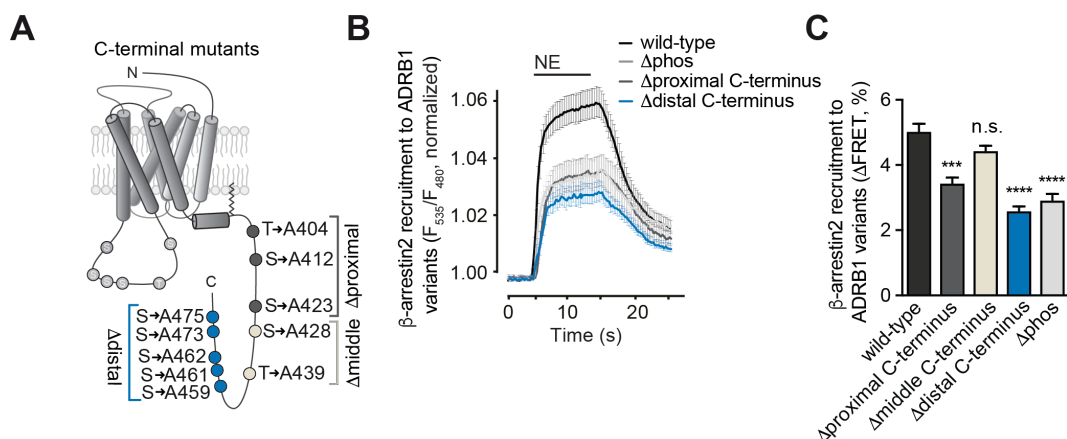 A
C-terminal mutants
N
T→A404
S→A412
S→A423
S→A428
T→A439
Δproximal
Δmiddle
C
S→A475
S→A473
S→A462
S→A461
S→A459
Δdistal
B
NE
wild-type
Δphos
Δproximal C-terminus
Δdistal C-terminus
β-arrestin2 recruitment to ADRB1
variants (F535/F480, normalized)
1.06
1.04
1.02
1.00
0 10 20
Time (s)
C
β-arrestin2 recruitment to
ADRB1 variants (ΔFRET, %)
6
4
2
0
***
n.s.
****
****
wild-type
Δproximal C-terminus
Δmiddle C-terminus
Δdistal C-terminus
Δphos